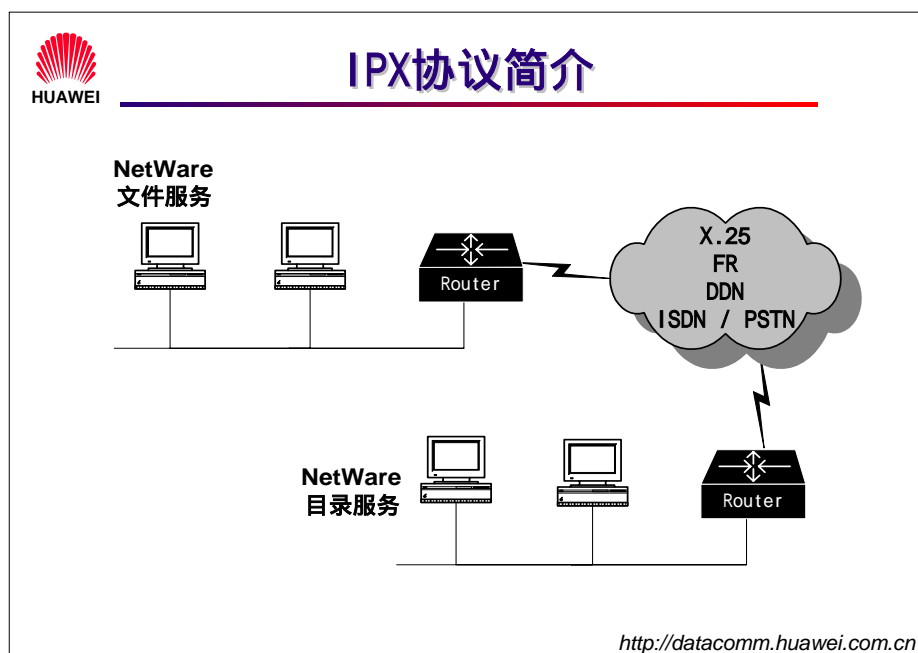 HUAWEI
IPX协议简介
NetWare
文件服务
Router
X.25
FR
DDN
ISDN / PSTN
NetWare
目录服务
Router
http://datacomm.huawei.com.cn